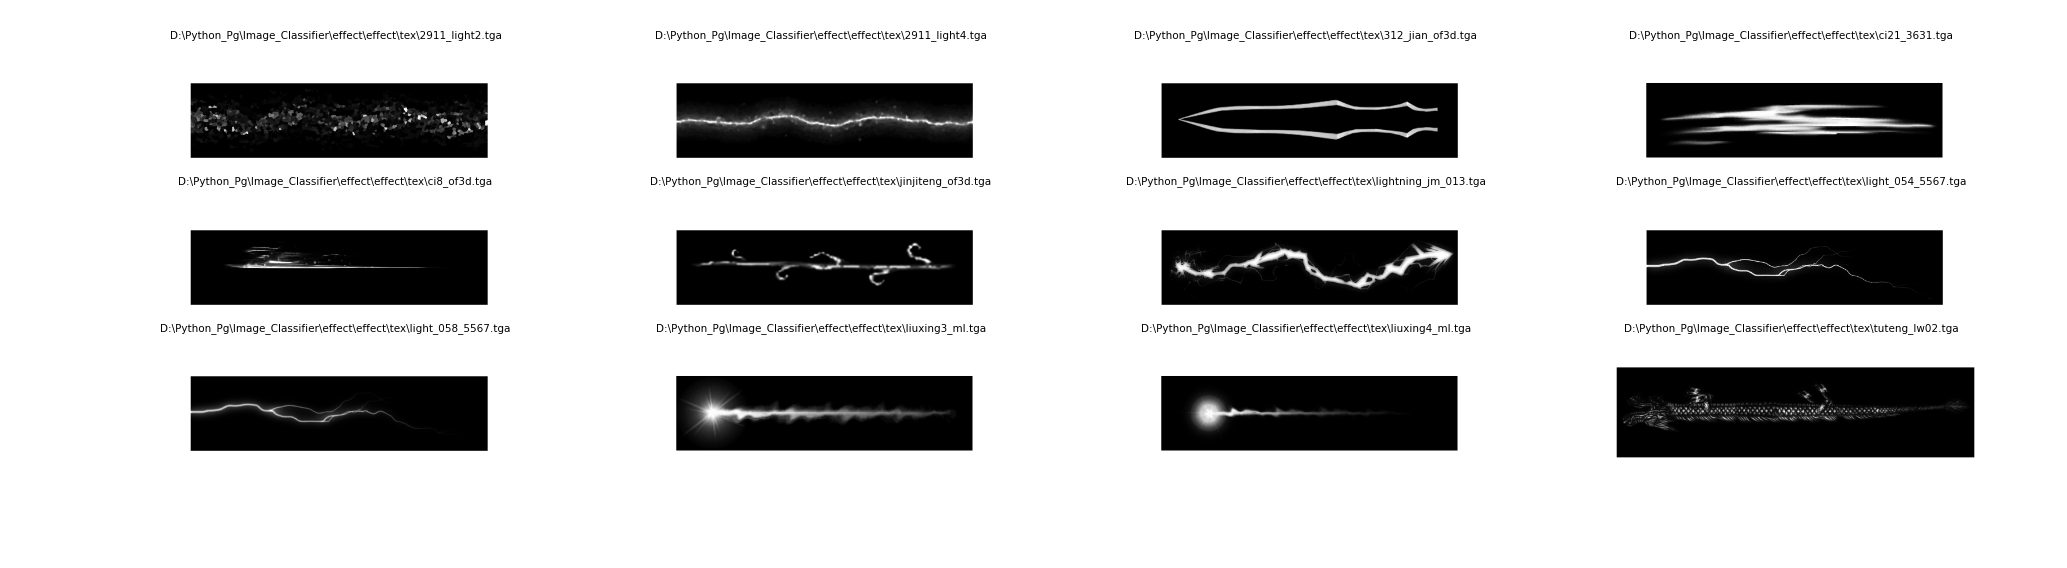 D:\Python_Pg\Image_Classifier\effect\effect\tex\2911_light2.tga
D:\Python_Pg\Image_Classifier\effect\effect\tex\2911_light4.tga
D:\Python_Pg\Image_Classifier\effect\effect\tex\312_jian_of3d.tga
D:\Python_Pg\Image_Classifier\effect\effect\tex\ci21_3631.tga
D:\Python_Pg\Image_Classifier\effect\effect\tex\ci8_of3d.tga
D:\Python_Pg\Image_Classifier\effect\effect\tex\jinjiteng_of3d.tga
D:\Python_Pg\Image_Classifier\effect\effect\tex\lightning_jm_013.tga
D:\Python_Pg\Image_Classifier\effect\effect\tex\light_054_5567.tga
D:\Python_Pg\Image_Classifier\effect\effect\tex\light_058_5567.tga
D:\Python_Pg\Image_Classifier\effect\effect\tex\liuxing3_ml.tga
D:\Python_Pg\Image_Classifier\effect\effect\tex\liuxing4_ml.tga
D:\Python_Pg\Image_Classifier\effect\effect\tex\tuteng_lw02.tga